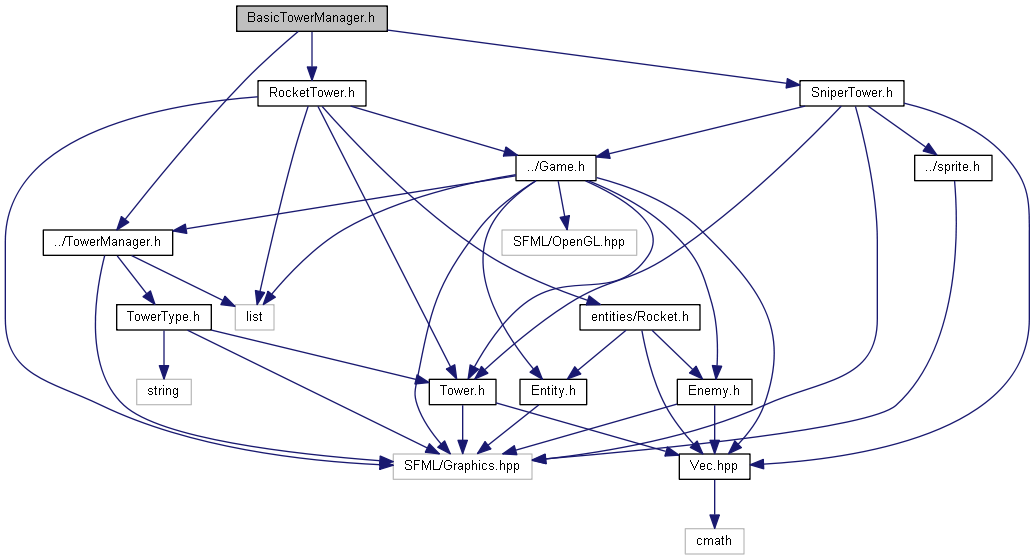 BasicTowerManager.h
RocketTower.h
SniperTower.h
../Game.h
../sprite.h
../TowerManager.h
SFML/OpenGL.hpp
TowerType.h
list
entities/Rocket.h
string
Tower.h
Entity.h
Enemy.h
SFML/Graphics.hpp
Vec.hpp
cmath